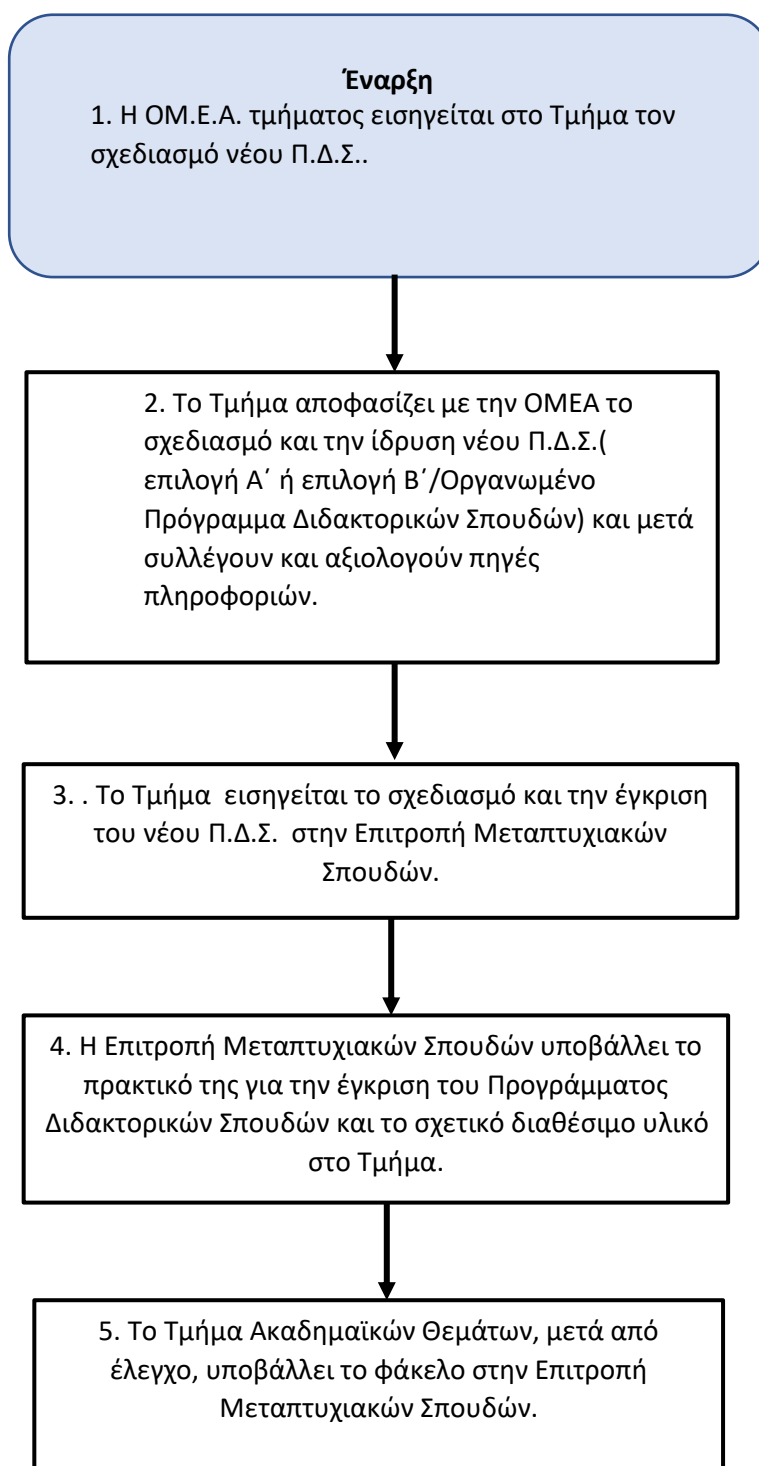 Έναρξη
1. Η ΟΜ.Ε.Α. τμήματος εισηγείται στο Τμήμα τον
σχεδιασμό νέου Π.Δ.Σ..
2. Το Τμήμα αποφασίζει με την ΟΜΕΑ το
σχεδιασμό και την ίδρυση νέου Π.Δ.Σ.(
επιλογή Α΄ ή επιλογή Β΄/Οργανωμένο
Πρόγραμμα Διδακτορικών Σπουδών) και μετά
συλλέγουν και αξιολογούν πηγές
πληροφοριών.
3. . Το Τμήμα  εισηγείται το σχεδιασμό και την έγκριση
του νέου Π.Δ.Σ.  στην Επιτροπή Μεταπτυχιακών
Σπουδών.
4. Η Επιτροπή Μεταπτυχιακών Σπουδών υποβάλλει το
πρακτικό της για την έγκριση του Προγράμματος
Διδακτορικών Σπουδών και το σχετικό διαθέσιμο υλικό
στο Τμήμα.
5. Το Τμήμα Ακαδημαϊκών Θεμάτων, μετά από
έλεγχο, υποβάλλει το φάκελο στην Επιτροπή
Μεταπτυχιακών Σπουδών.